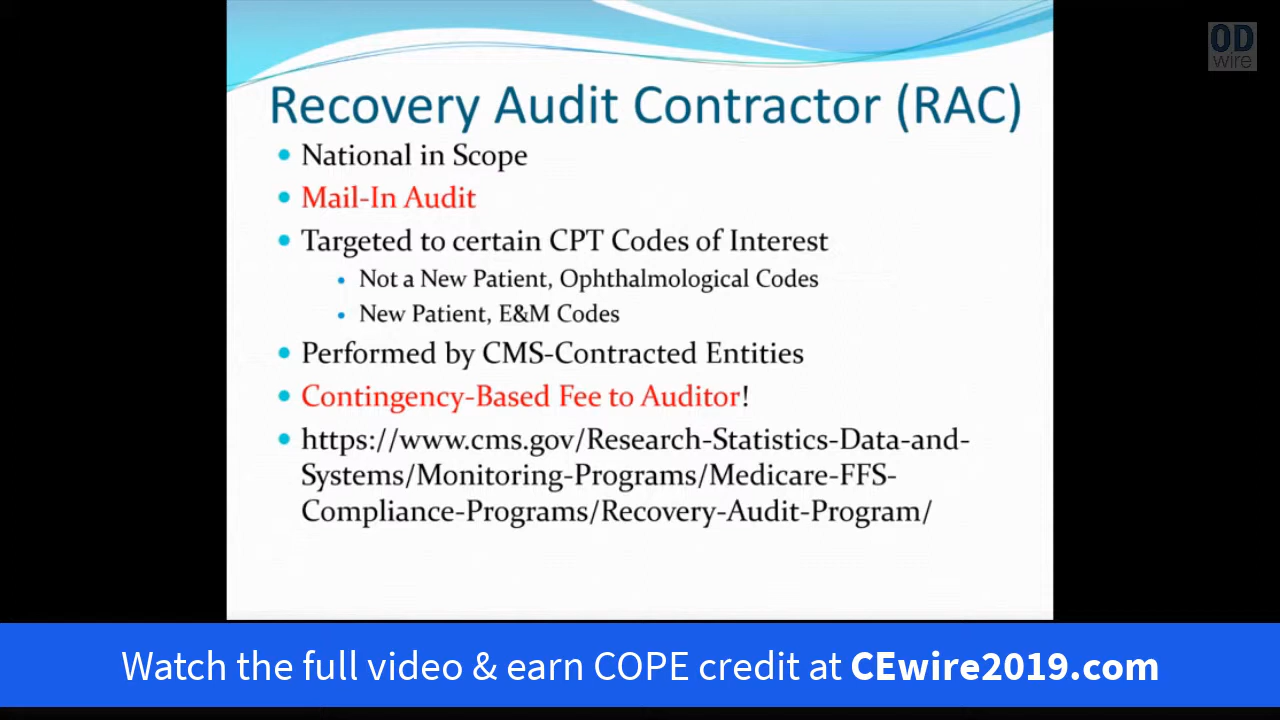 OD
wire
Recovery Audit Contractor (RAC)
National in Scope
Mail-In Audit
Targeted to certain CPT Codes of Interest
Not a New Patient, Ophthalmological Codes
New Patient, E&M Codes
Performed by CMS-Contracted Entities
Contingency-Based Fee to Auditor!
https://www.cms.gov/Research-Statistics-Data-and-
Systems/Monitoring-Programs/Medicare-FFS-
Compliance-Programs/Recovery-Audit-Program/
Watch the full video & earn COPE credit at CEwire2019.com